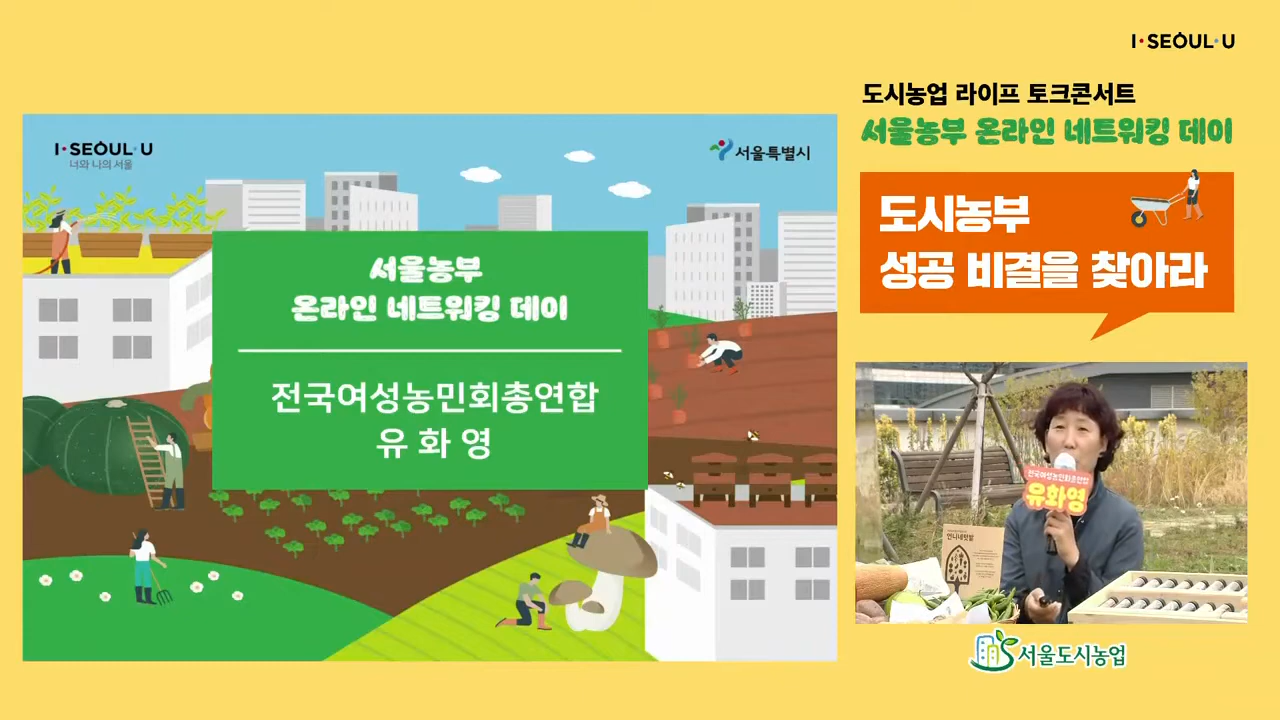 I·SEOUL·U
도시농업 라이프 토크콘서트
서울농부 온라인 네트워킹 데이
도시농부
성공 비결을 찾아라
I·SEOUL·U
너와 나의 서울
서울특별시
서울농부
온라인 네트워킹 데이
전국여성농민회총연합
유 화 영
전국여성농민회총연합
유화영
언니네텃밭
서울도시농업